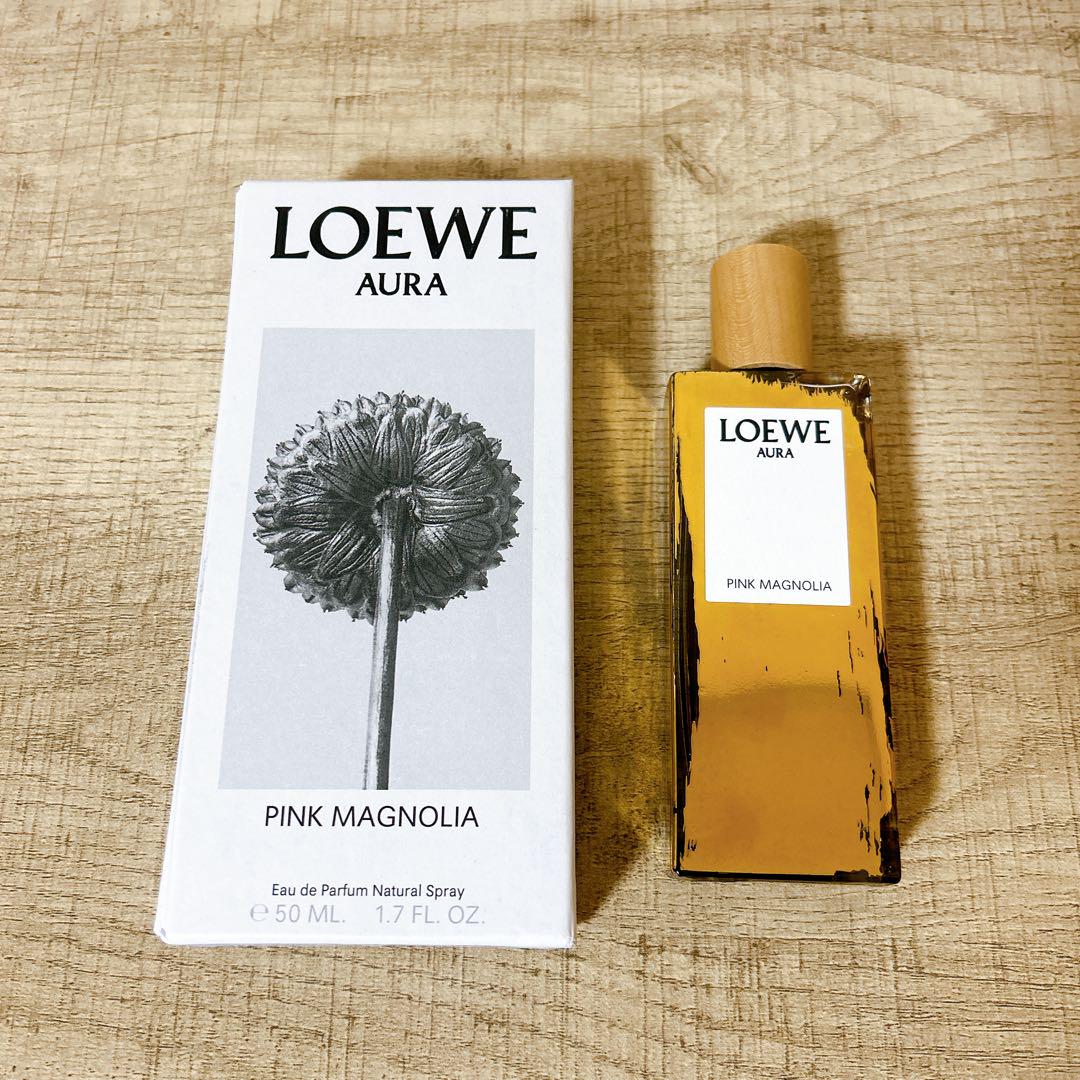 LOEWE
AURA
PINK MAGNOLIA
Eau de Parfum Natural Spray
℮ 50 ML. 1.7 FL. OZ.
LOEWE
AURA
PINK MAGNOLIA